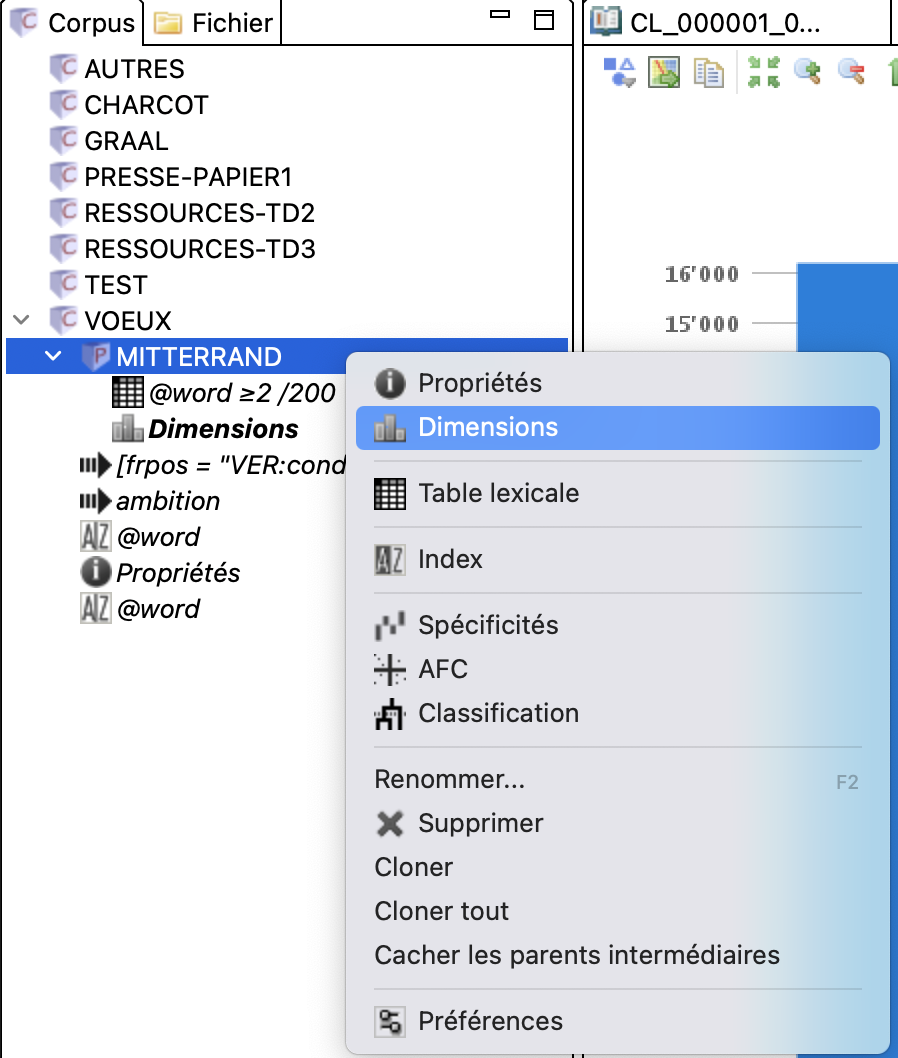 Corpus
Fichier
CL_000001_0...
AUTRES
CHARCOT
GRAAL
PRESSE-PAPIER1
RESSOURCES-TD2
RESSOURCES-TD3
TEST
VOEUX
MITTERRAND
@word ≥2 /200
Dimensions
[frpos = "VER:cond
ambition
@word
Propriétés
@word
16'000
15'000
Propriétés
Dimensions
Table lexicale
Index
Spécificités
AFC
Classification
Renommer... F2
Supprimer
Cloner
Cloner tout
Cacher les parents intermédiaires
Préférences